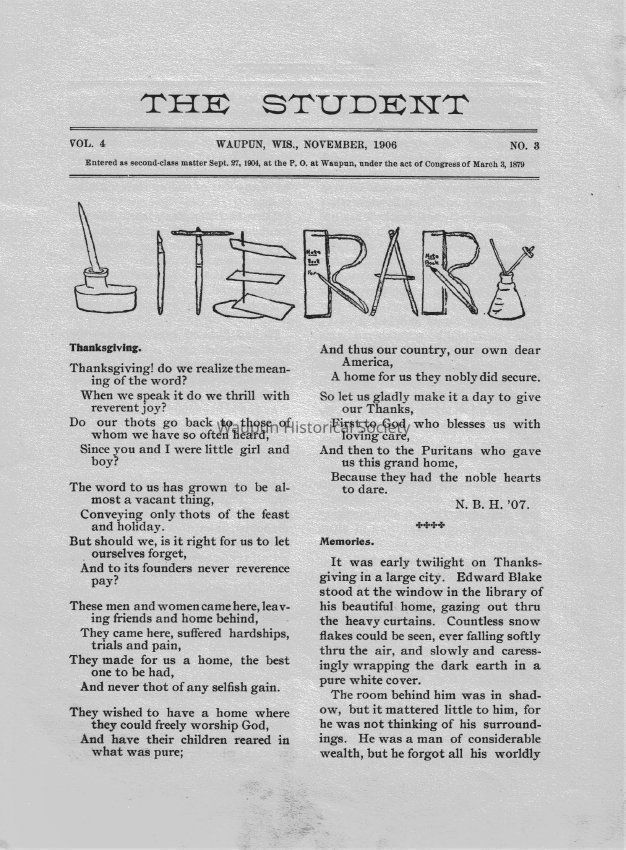 THE STUDENT
VOL. 4 WAUPUN, WIS., NOVEMBER, 1906 NO. 3
Entered as second-class matter Sept. 27, 1904, at the P. O. at Waupun, under the act of Congress of March 3, 1879
LITERARY
Note
Book
For
Note
Book
Thanksgiving.
Thanksgiving! do we realize the mean-
ing of the word?
When we speak it do we thrill with
reverent joy?
Do our thots go back to those of
whom we have so often heard,
Since you and I were little girl and
boy?
The word to us has grown to be al-
most a vacant thing,
Conveying only thots of the feast
and holiday.
But should we, is it right for us to let
ourselves forget,
And to its founders never reverence
pay?
These men and women came here, leav-
ing friends and home behind,
They came here, suffered hardships,
trials and pain,
They made for us a home, the best
one to be had,
And never thot of any selfish gain.
They wished to have a home where
they could freely worship God,
And have their children reared in
what was pure;
And thus our country, our own dear
America,
A home for us they nobly did secure.
So let us gladly make it a day to give
our Thanks,
First to God who blesses us with
loving care,
And then to the Puritans who gave
us this grand home,
Because they had the noble hearts
to dare.
N. B. H. '07.
Memories.
It was early twilight on Thanks-
giving in a large city. Edward Blake
stood at the window in the library of
his beautiful home, gazing out thru
the heavy curtains. Countless snow
flakes could be seen, ever falling softly
thru the air, and slowly and caress-
ingly wrapping the dark earth in a
pure white cover.
The room behind him was in shad-
ow, but it mattered little to him, for
he was not thinking of his surround-
ings. He was a man of considerable
wealth, but he forgot all his worldly
Waupun Historical Society